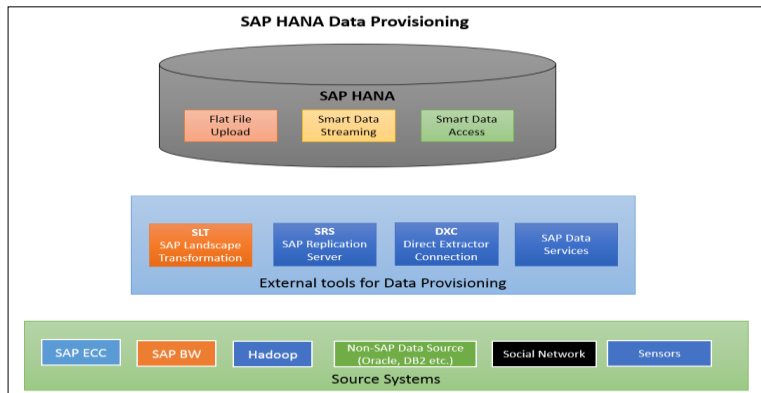 SAP HANA Data Provisioning
SAP HANA
Flat File
Upload
Smart Data
Streaming
Smart Data
Access
SLT
SAP Landscape
Transformation
SRS
SAP Replication
Server
DXC
Direct Extractor
Connection
SAP Data
Services
External tools for Data Provisioning
SAP ECC
SAP BW
Hadoop
Non-SAP Data Source
(Oracle, DB2 etc.)
Social Network
Sensors
Source Systems